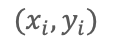 (xᵢ, yᵢ)